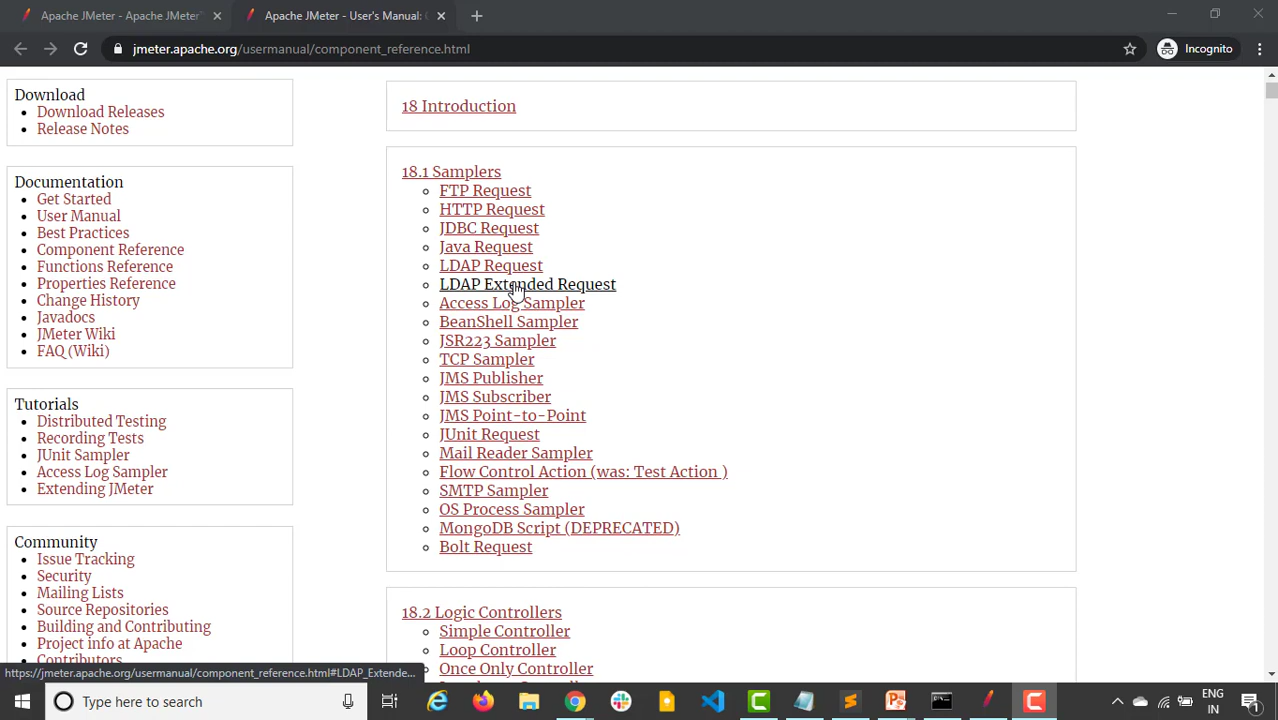 Apache JMeter - Apache JMeter
Apache JMeter - User's Manual:
jmeter.apache.org/usermanual/component_reference.html
Incognito
Download
Download Releases
Release Notes
Documentation
Get Started
User Manual
Best Practices
Component Reference
Functions Reference
Properties Reference
Change History
Javadocs
JMeter Wiki
FAQ (Wiki)
Tutorials
Distributed Testing
Recording Tests
JUnit Sampler
Access Log Sampler
Extending JMeter
Community
Issue Tracking
Security
Mailing Lists
Source Repositories
Building and Contributing
Project info at Apache
Contributors
18 Introduction
18.1 Samplers
FTP Request
HTTP Request
JDBC Request
Java Request
LDAP Request
LDAP Extended Request
Access Log Sampler
BeanShell Sampler
JSR223 Sampler
TCP Sampler
JMS Publisher
JMS Subscriber
JMS Point-to-Point
JUnit Request
Mail Reader Sampler
Flow Control Action (was: Test Action )
SMTP Sampler
OS Process Sampler
MongoDB Script (DEPRECATED)
Bolt Request
18.2 Logic Controllers
Simple Controller
Loop Controller
Once Only Controller
https://jmeter.apache.org/usermanual/component_reference.html#LDAP_Extende...
Type here to search
ENG
IN
1